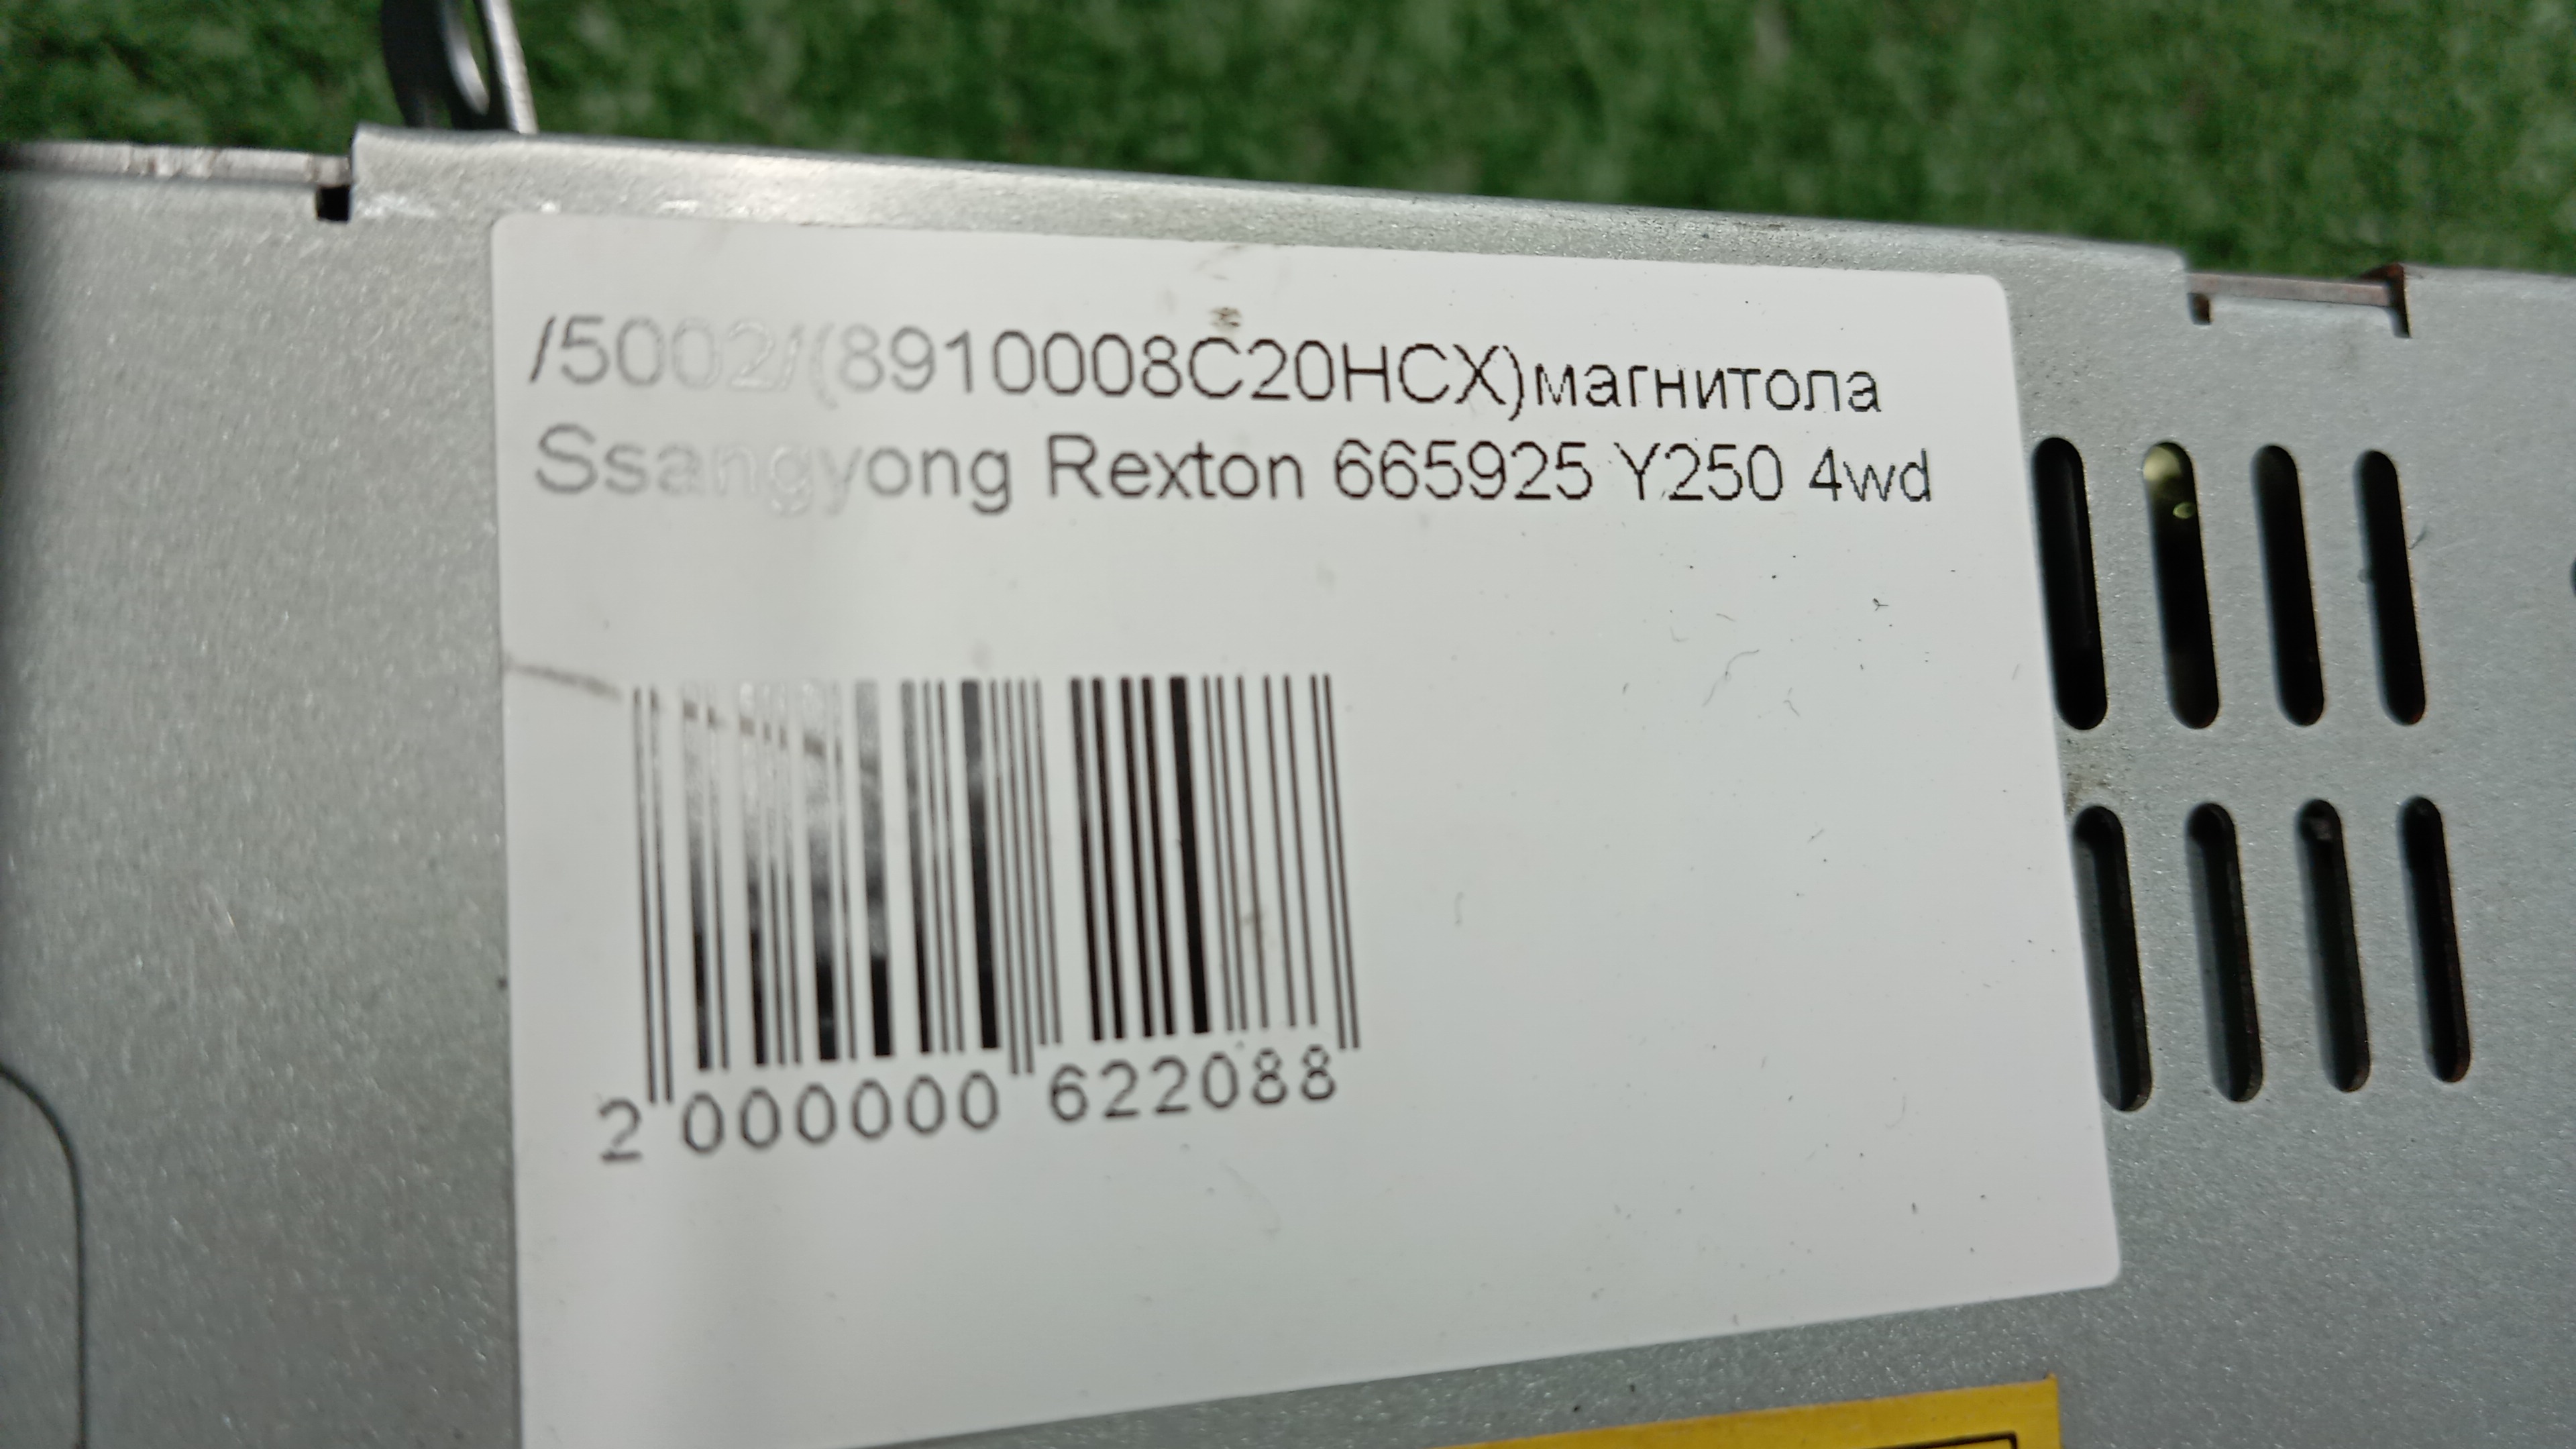 /5002/(8910008C20HCX)магнитола
Ssangyong Rexton 665925 Y250 4wd
2 000000 622088